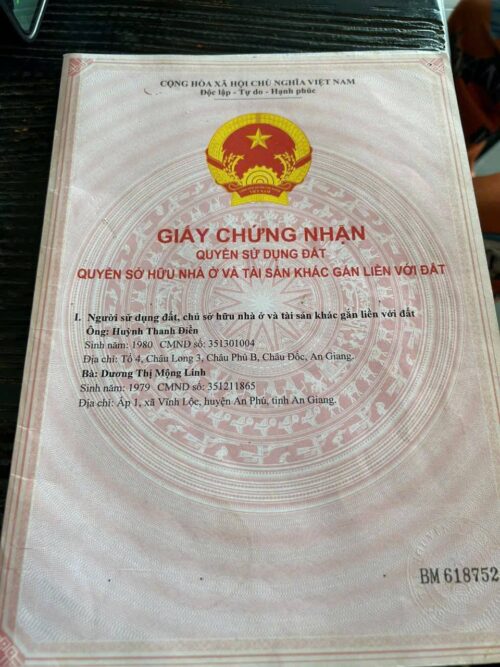 CỘNG HÒA XÃ HỘI CHỦ NGHĨA VIỆT NAM
Độc lập - Tự do - Hạnh phúc
GIẤY CHỨNG NHẬN
QUYỀN SỬ DỤNG ĐẤT
QUYỀN SỞ HỮU NHÀ Ở VÀ TÀI SẢN KHÁC GẮN LIỀN VỚI ĐẤT
I. Người sử dụng đất, chủ sở hữu nhà ở và tài sản khác gắn liền với đất
Ông: Huỳnh Thanh Điền
Sinh năm: 1980 CMND số: 351301004
Địa chỉ: Tổ 4, Châu Long 3, Châu Phú B, Châu Đốc, An Giang.
Bà: Dương Thị Mộng Linh
Sinh năm: 1979 CMND số: 351211865
Địa chỉ: Ấp 1, xã Vĩnh Lộc, huyện An Phú, tỉnh An Giang.
BM 618752